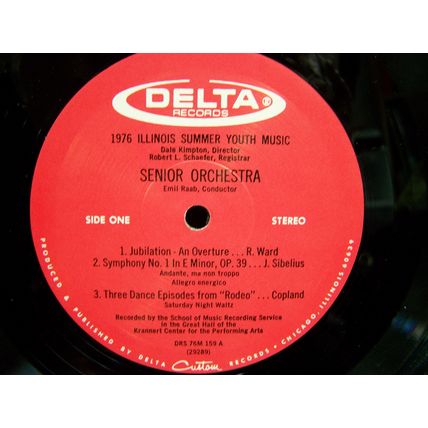 DELTA®
RECORDS
1976 ILLINOIS SUMMER YOUTH MUSIC
Dale Kimpton, Director
Robert L. Schaefer, Registrar
SENIOR ORCHESTRA
Emil Raab, Conductor
SIDE ONE
STEREO
1. Jubilation - An Overture . . . R. Ward
2. Symphony No. 1 In E Minor, OP. 39 . . . J. Sibelius
Andante, ma non troppo
Allegro energico
3. Three Dance Episodes from "Rodeo" . . . Copland
Saturday Night Waltz
Recorded by the School of Music Recording Service
in the Great Hall of the
Krannert Center for the Performing Arts
DRS 76M 159 A
(29289)
PRODUCED & PUBLISHED BY DELTA Custom RECORDS • CHICAGO, ILLINOIS 60639